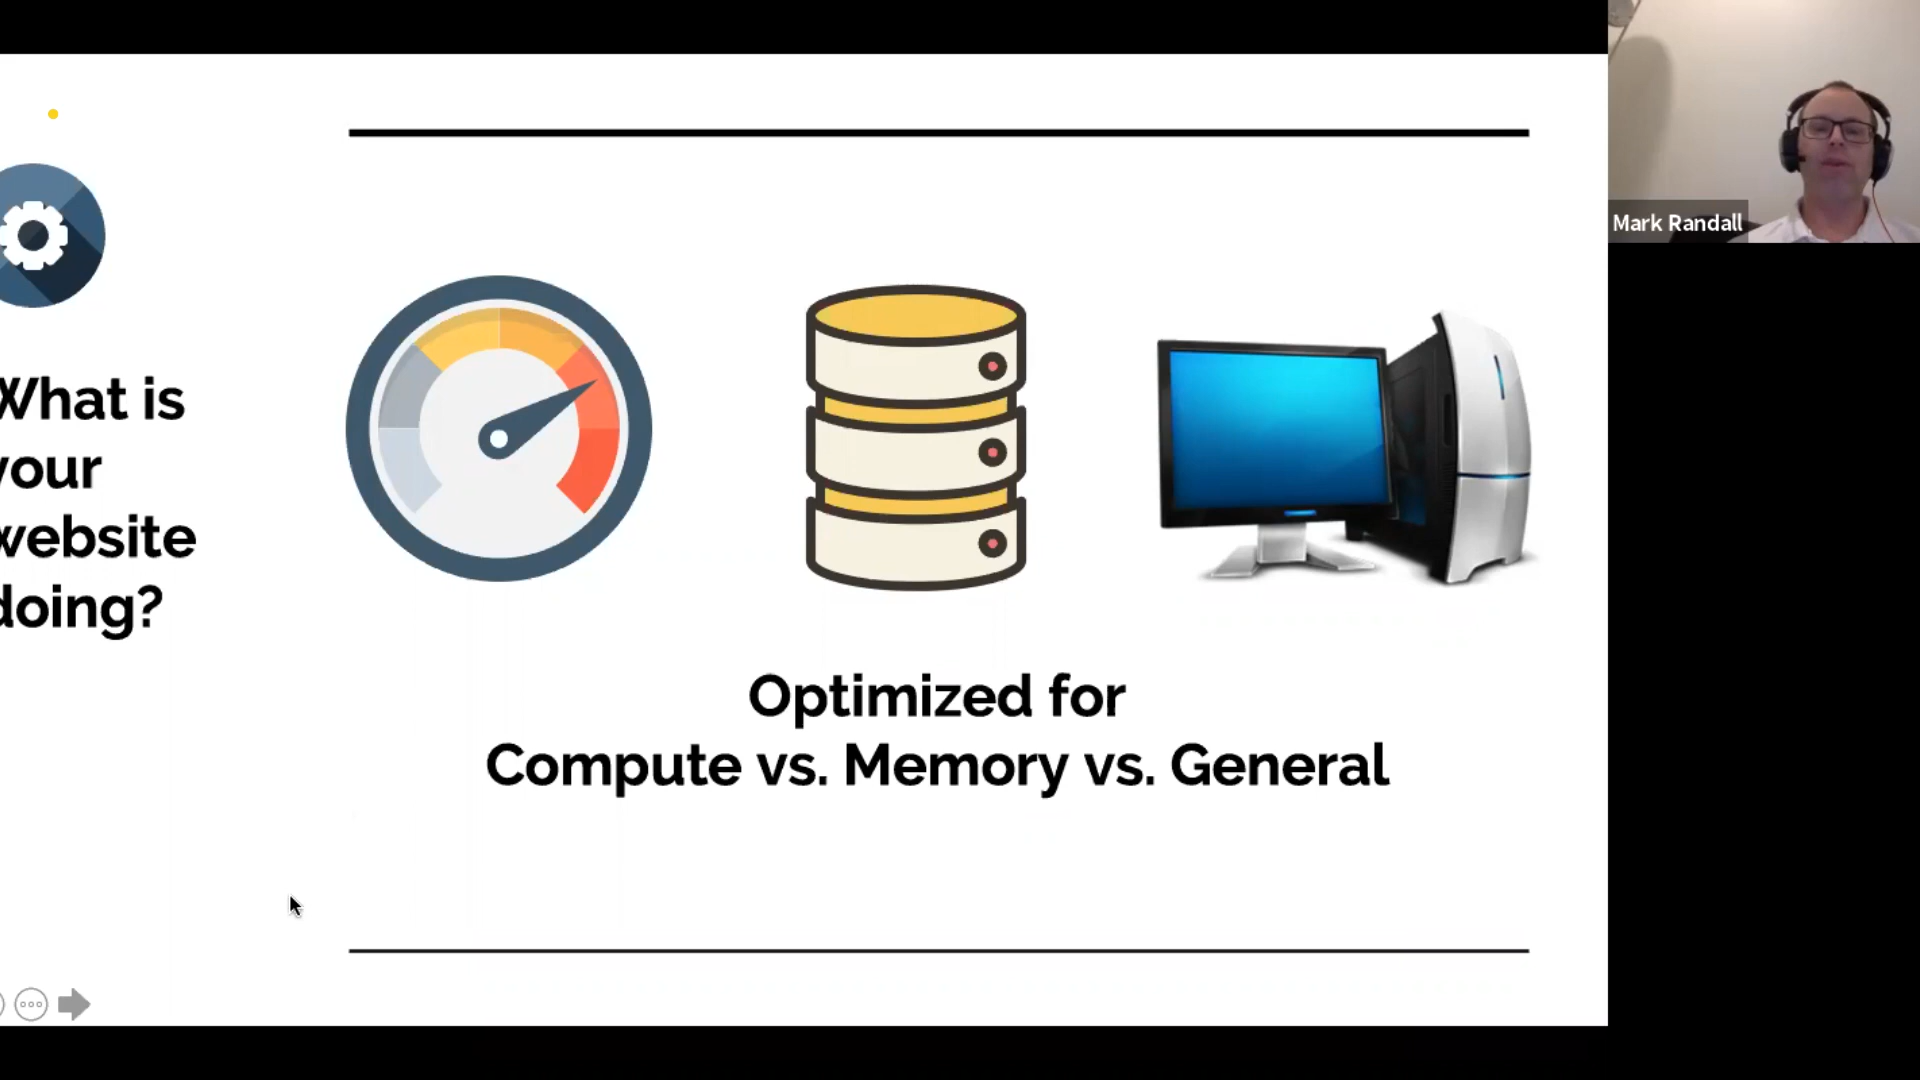 What is
your
website
doing?
Optimized for
Compute vs. Memory vs. General
Mark Randall